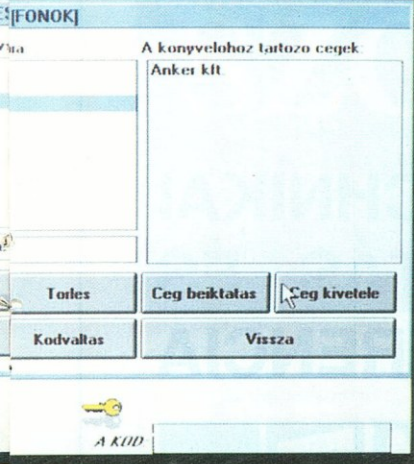 [FONOK]
A konyvelohoz tartozo cegek:
Anker kft.
Torles
Ceg beiktatas
Ceg kivetele
Kodvaltas
Vissza
A KOD